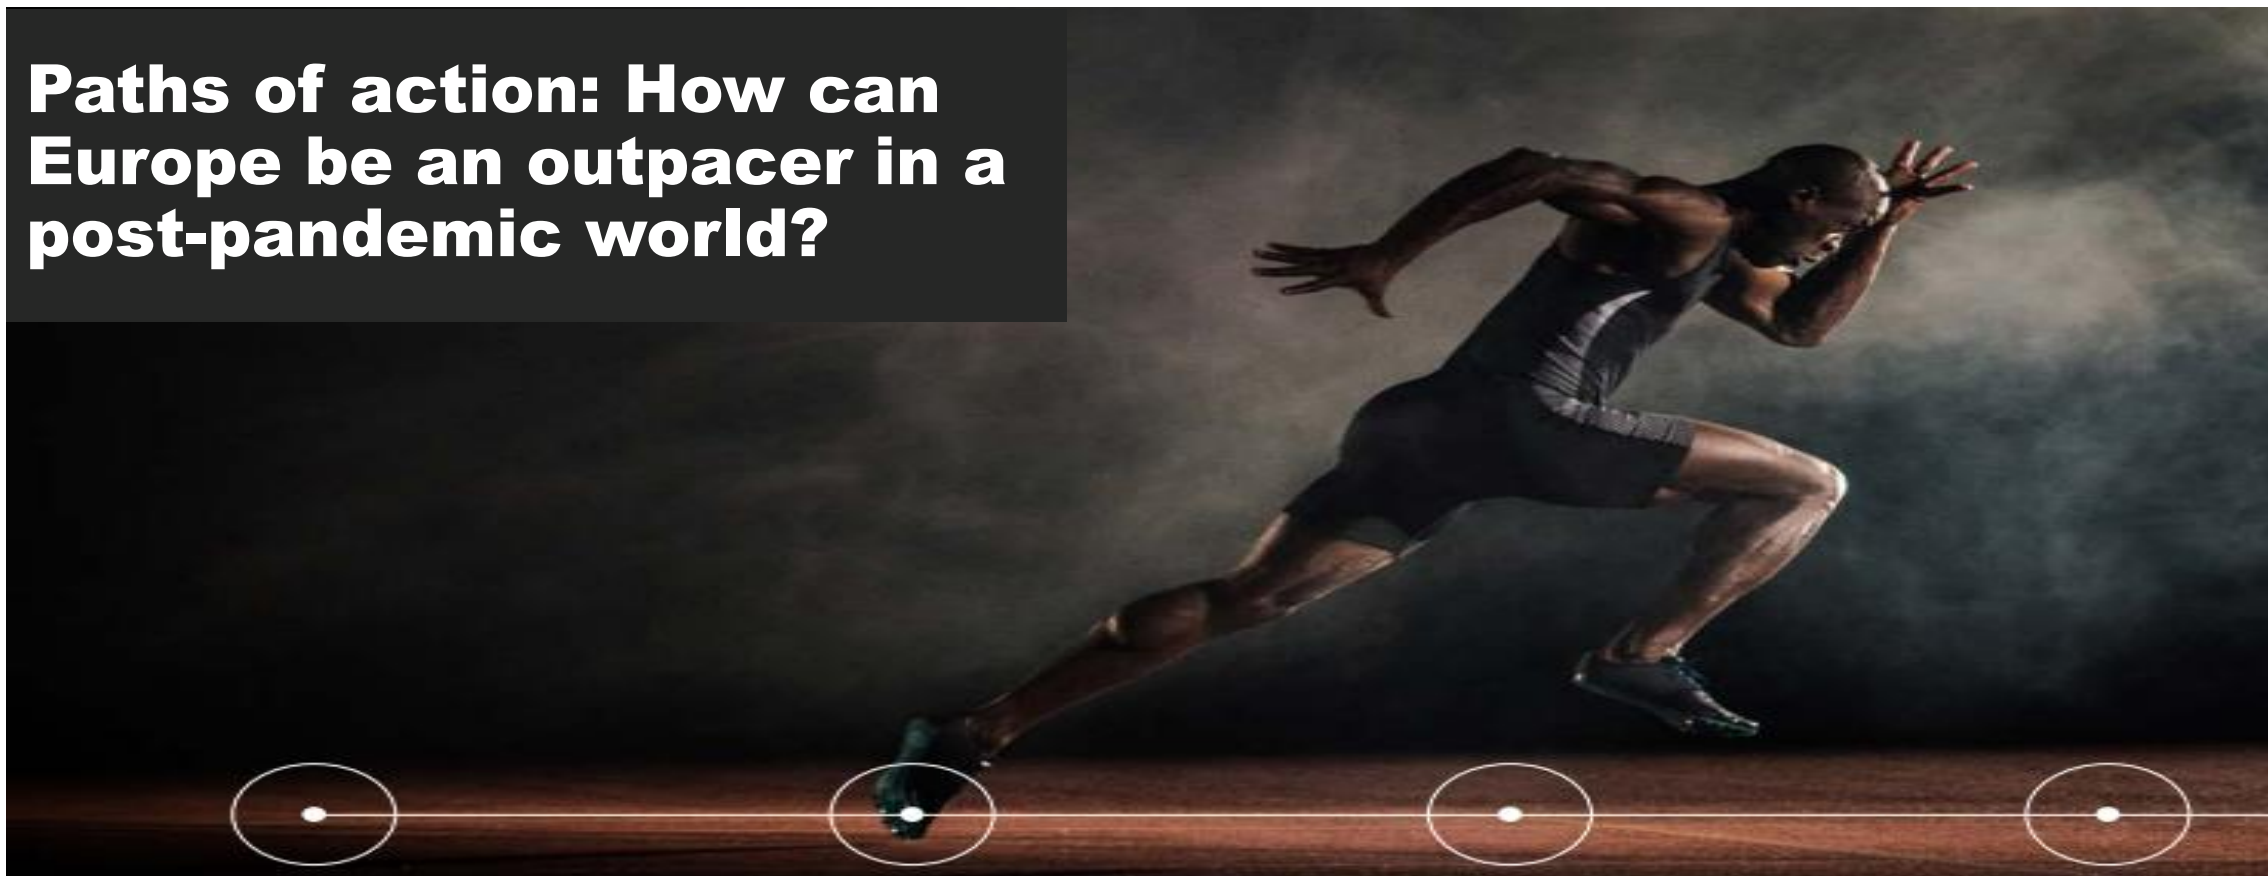 Paths of action: How can
Europe be an outpacer in a
post-pandemic world?